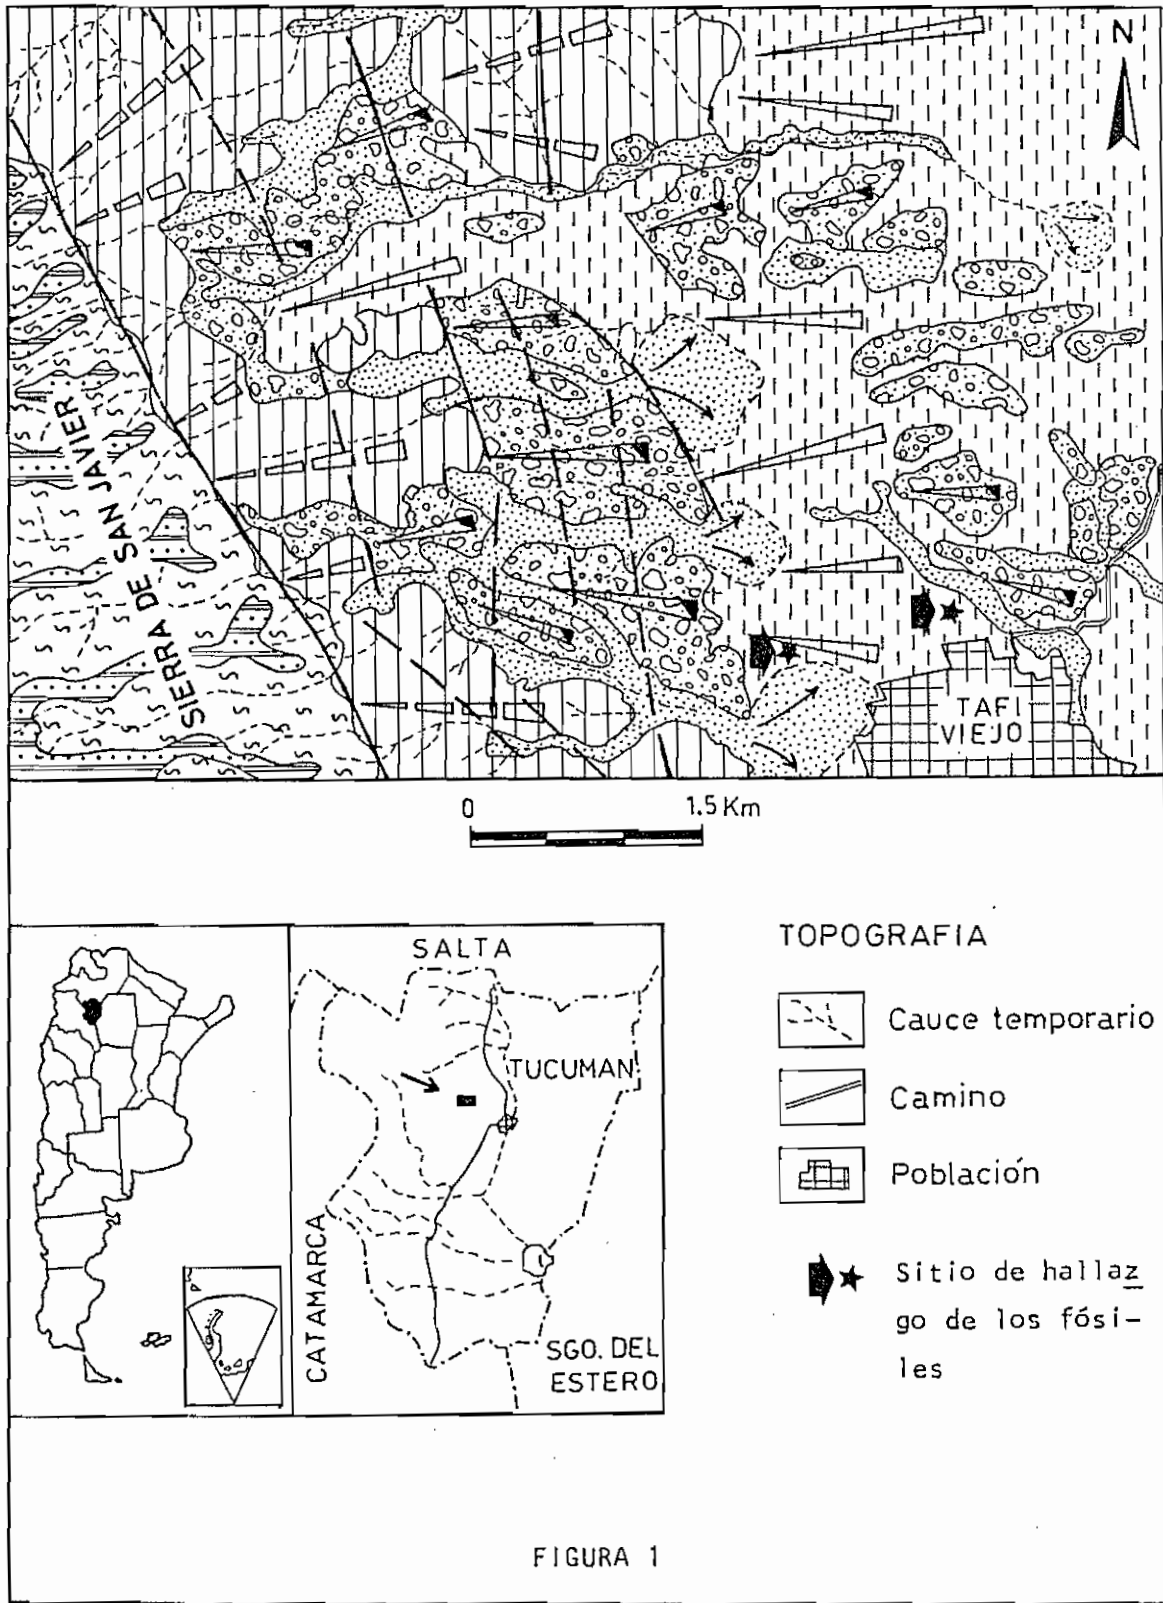 N
SIERRA DE SAN JAVIER
TAFI
VIEJO
0 1.5 Km
SALTA
TUCUMAN
CATAMARCA
SGO. DEL
ESTERO
TOPOGRAFIA
Cauce temporario
Camino
Población
Sitio de hallaz
go de los fósi-
les
FIGURA 1